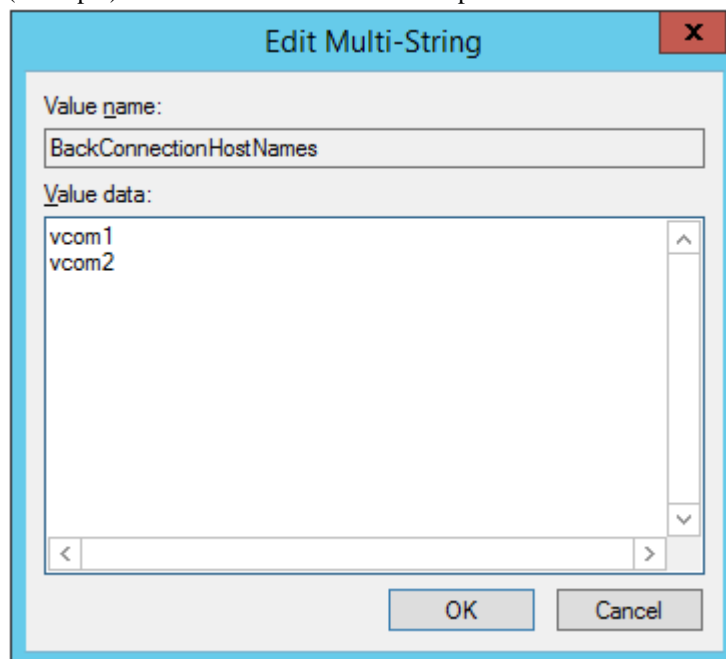 Edit Multi-String
x
Value name:
BackConnectionHostNames
Value data:
vcom1
vcom2
OK
Cancel